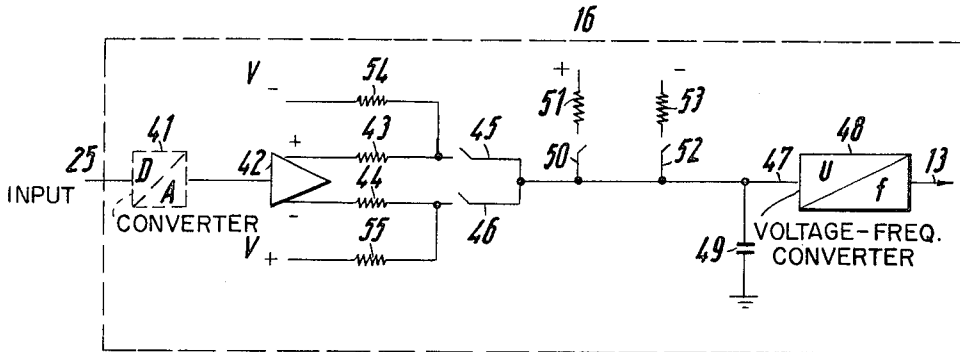 16
V
-
54
+
-
51
53
48
41
42
+
43
45
50
52
47
U
f
13
25
D
A
44
INPUT
CONVERTER
-
46
V
+
55
49
VOLTAGE-FREQ.
CONVERTER